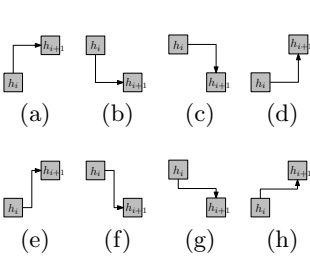 h_{i+1} h_i h_i h_{i+1}
h_i h_{i+1} h_{i+1} h_i
(a) (b) (c) (d)
h_{i+1} h_i h_i h_{i+1}
h_i h_{i+1} h_{i+1} h_i
(e) (f) (g) (h)